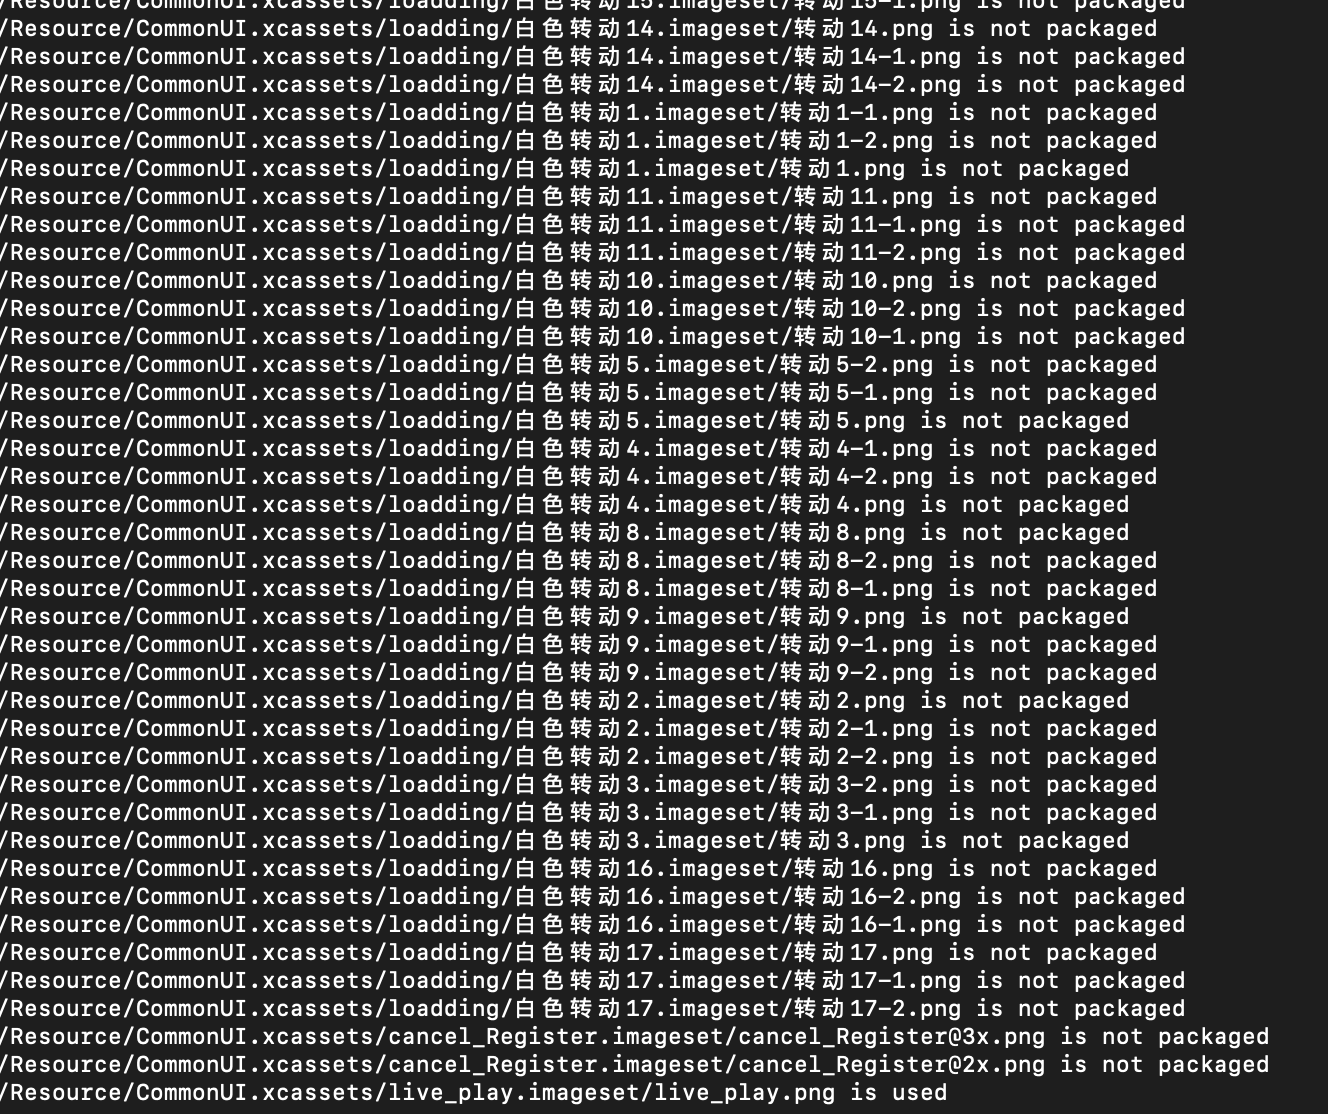 /Resource/CommonUI.xcassets/loadding/白色转动15.imageset/转动15-1.png is not packaged
/Resource/CommonUI.xcassets/loadding/白色转动14.imageset/转动14.png is not packaged
/Resource/CommonUI.xcassets/loadding/白色转动14.imageset/转动14-1.png is not packaged
/Resource/CommonUI.xcassets/loadding/白色转动14.imageset/转动14-2.png is not packaged
/Resource/CommonUI.xcassets/loadding/白色转动1.imageset/转动1-1.png is not packaged
/Resource/CommonUI.xcassets/loadding/白色转动1.imageset/转动1-2.png is not packaged
/Resource/CommonUI.xcassets/loadding/白色转动1.imageset/转动1.png is not packaged
/Resource/CommonUI.xcassets/loadding/白色转动11.imageset/转动11.png is not packaged
/Resource/CommonUI.xcassets/loadding/白色转动11.imageset/转动11-1.png is not packaged
/Resource/CommonUI.xcassets/loadding/白色转动11.imageset/转动11-2.png is not packaged
/Resource/CommonUI.xcassets/loadding/白色转动10.imageset/转动10.png is not packaged
/Resource/CommonUI.xcassets/loadding/白色转动10.imageset/转动10-2.png is not packaged
/Resource/CommonUI.xcassets/loadding/白色转动10.imageset/转动10-1.png is not packaged
/Resource/CommonUI.xcassets/loadding/白色转动5.imageset/转动5-2.png is not packaged
/Resource/CommonUI.xcassets/loadding/白色转动5.imageset/转动5-1.png is not packaged
/Resource/CommonUI.xcassets/loadding/白色转动5.imageset/转动5.png is not packaged
/Resource/CommonUI.xcassets/loadding/白色转动4.imageset/转动4-1.png is not packaged
/Resource/CommonUI.xcassets/loadding/白色转动4.imageset/转动4-2.png is not packaged
/Resource/CommonUI.xcassets/loadding/白色转动4.imageset/转动4.png is not packaged
/Resource/CommonUI.xcassets/loadding/白色转动8.imageset/转动8.png is not packaged
/Resource/CommonUI.xcassets/loadding/白色转动8.imageset/转动8-2.png is not packaged
/Resource/CommonUI.xcassets/loadding/白色转动8.imageset/转动8-1.png is not packaged
/Resource/CommonUI.xcassets/loadding/白色转动9.imageset/转动9.png is not packaged
/Resource/CommonUI.xcassets/loadding/白色转动9.imageset/转动9-1.png is not packaged
/Resource/CommonUI.xcassets/loadding/白色转动9.imageset/转动9-2.png is not packaged
/Resource/CommonUI.xcassets/loadding/白色转动2.imageset/转动2.png is not packaged
/Resource/CommonUI.xcassets/loadding/白色转动2.imageset/转动2-1.png is not packaged
/Resource/CommonUI.xcassets/loadding/白色转动2.imageset/转动2-2.png is not packaged
/Resource/CommonUI.xcassets/loadding/白色转动3.imageset/转动3-2.png is not packaged
/Resource/CommonUI.xcassets/loadding/白色转动3.imageset/转动3-1.png is not packaged
/Resource/CommonUI.xcassets/loadding/白色转动3.imageset/转动3.png is not packaged
/Resource/CommonUI.xcassets/loadding/白色转动16.imageset/转动16.png is not packaged
/Resource/CommonUI.xcassets/loadding/白色转动16.imageset/转动16-2.png is not packaged
/Resource/CommonUI.xcassets/loadding/白色转动16.imageset/转动16-1.png is not packaged
/Resource/CommonUI.xcassets/loadding/白色转动17.imageset/转动17.png is not packaged
/Resource/CommonUI.xcassets/loadding/白色转动17.imageset/转动17-1.png is not packaged
/Resource/CommonUI.xcassets/loadding/白色转动17.imageset/转动17-2.png is not packaged
/Resource/CommonUI.xcassets/cancel_Register.imageset/cancel_Register@3x.png is not packaged
/Resource/CommonUI.xcassets/cancel_Register.imageset/cancel_Register@2x.png is not packaged
/Resource/CommonUI.xcassets/live_play.imageset/live_play.png is used